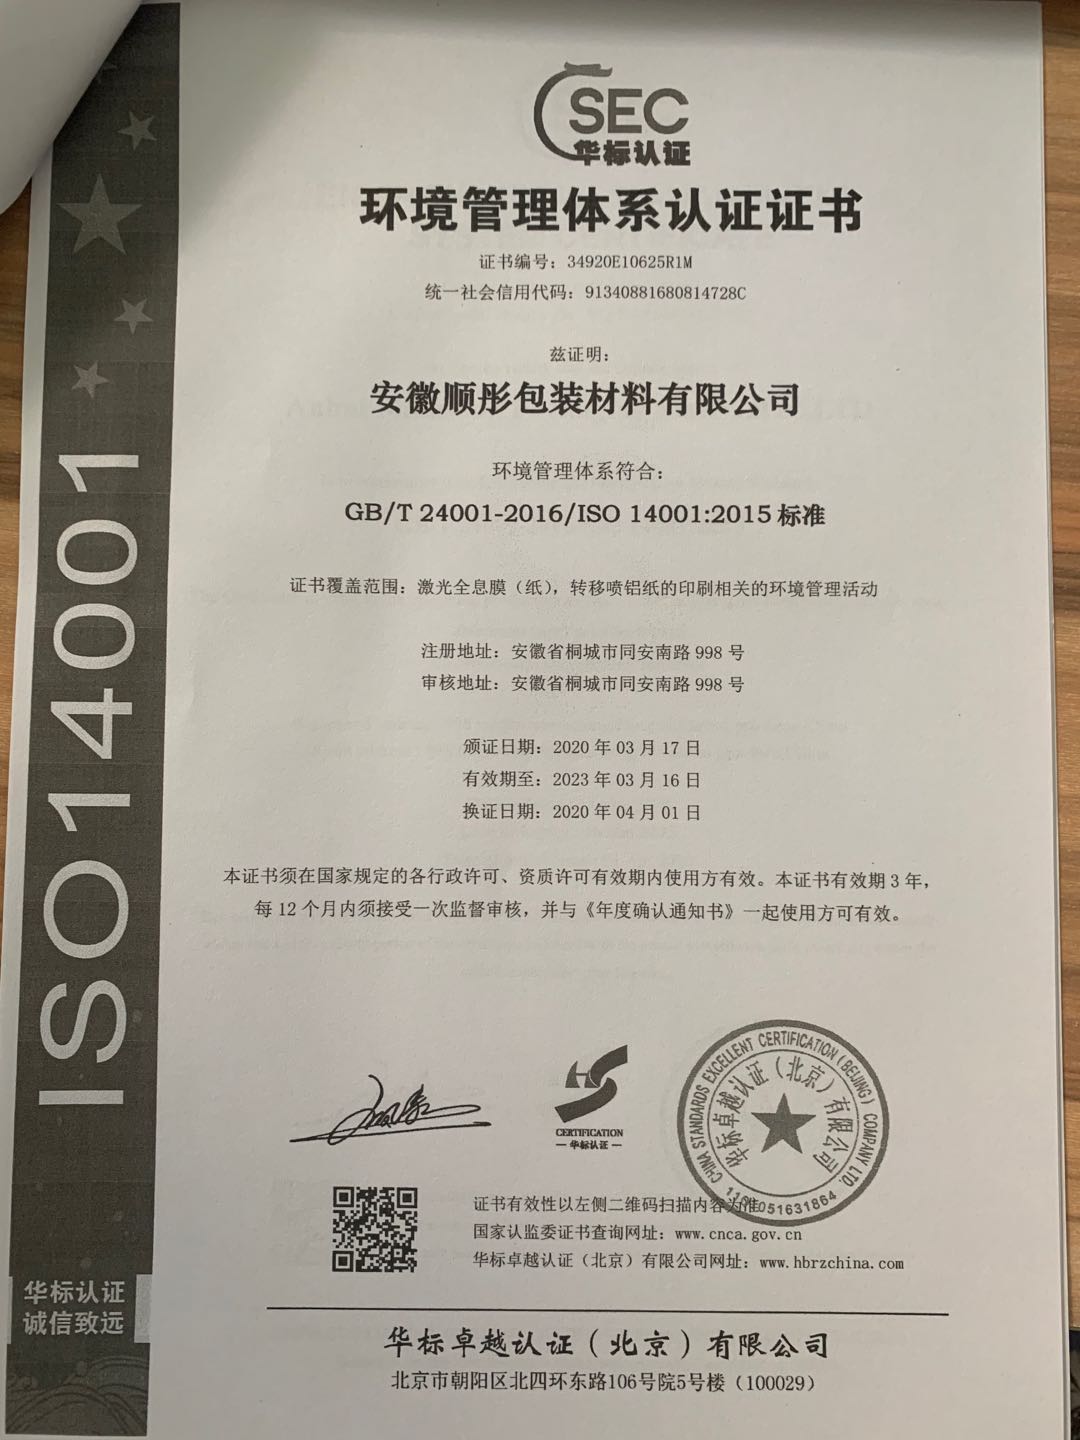 SEC
华标认证
环境管理体系认证证书
证书编号：34920E10625R1M
统一社会信用代码：91340881680814728C
兹证明：
安徽顺彤包装材料有限公司
环境管理体系符合：
GB/T 24001-2016/ISO 14001:2015 标准
证书覆盖范围：激光全息膜（纸），转移喷铝纸的印刷相关的环境管理活动
注册地址：安徽省桐城市同安南路 998 号
审核地址：安徽省桐城市同安南路 998 号
颁证日期：2020 年 03 月 17 日
有效期至：2023 年 03 月 16 日
换证日期：2020 年 04 月 01 日
本证书须在国家规定的各行政许可、资质许可有效期内使用方有效。本证书有效期 3 年，
每 12 个月内须接受一次监督审核，并与《年度确认通知书》一起使用方可有效。
ISO14001
HS
CERTIFICATION
华标认证
CHINA STANDARDS EXCELLENT CERTIFICATION (BEIJING) COMPANY LTD.
华标卓越认证（北京）有限公司
证书有效性以左侧二维码扫描内容为准
国家认监委证书查询网址：www.cnca.gov.cn
华标卓越认证（北京）有限公司网址：www.hbrzchina.com
华标认证
诚信致远
华标卓越认证（北京）有限公司
北京市朝阳区北四环东路106号院5号楼（100029）